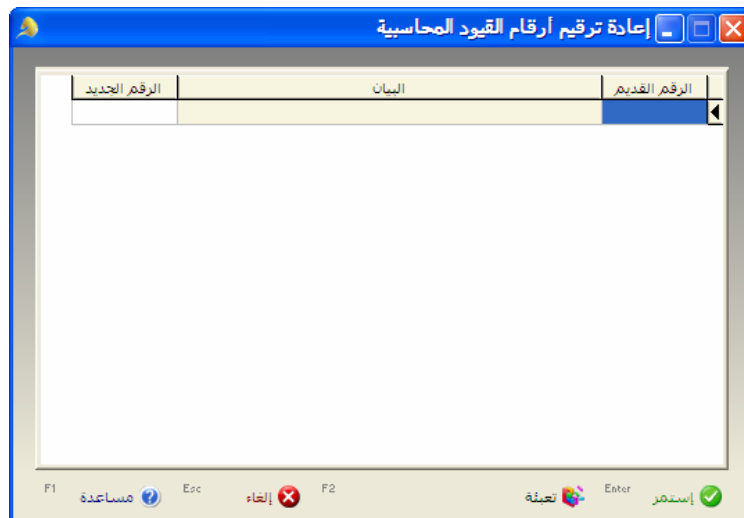 إعادة ترقيم أرقام القيود المحاسبية
الرقم القديم البيان الرقم الجديد
إستمر Enter تعبئة F2 إلغاء Esc مساعدة F1